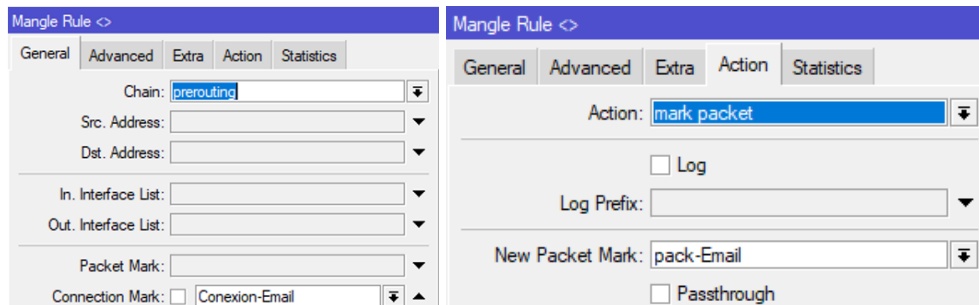 Mangle Rule <>
General Advanced Extra Action Statistics
Chain: prerouting
Src. Address:
Dst. Address:
In. Interface List:
Out. Interface List:
Packet Mark:
Connection Mark: Conexion-Email
Mangle Rule <>
General Advanced Extra Action Statistics
Action: mark packet
Log
Log Prefix:
New Packet Mark: pack-Email
Passthrough